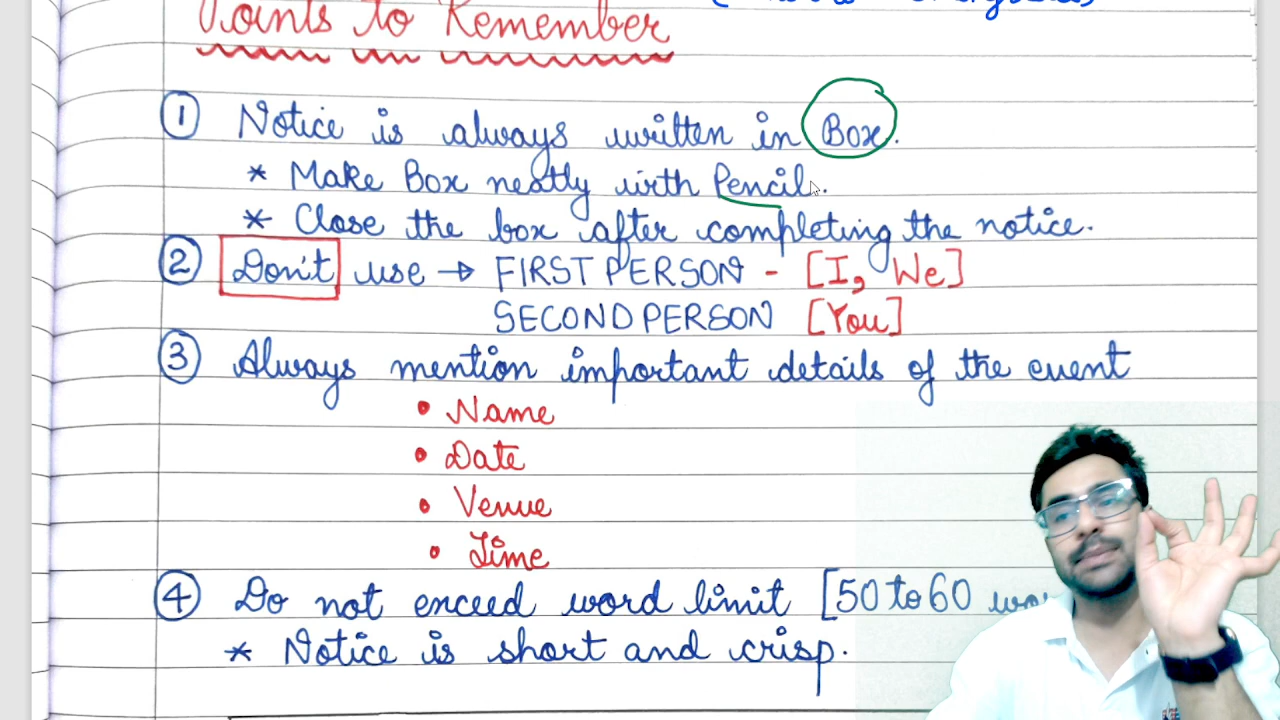 Points to Remember
① Notice is always written in Box.
* Make Box neatly with Pencil.
* Close the box after completing the notice.
② Don't use → FIRST PERSON - [I, We]
SECOND PERSON [You]
③ Always mention important details of the event
• Name
• Date
• Venue
• Time
④ Do not exceed word limit [50 to 60
* Notice is short and crisp.